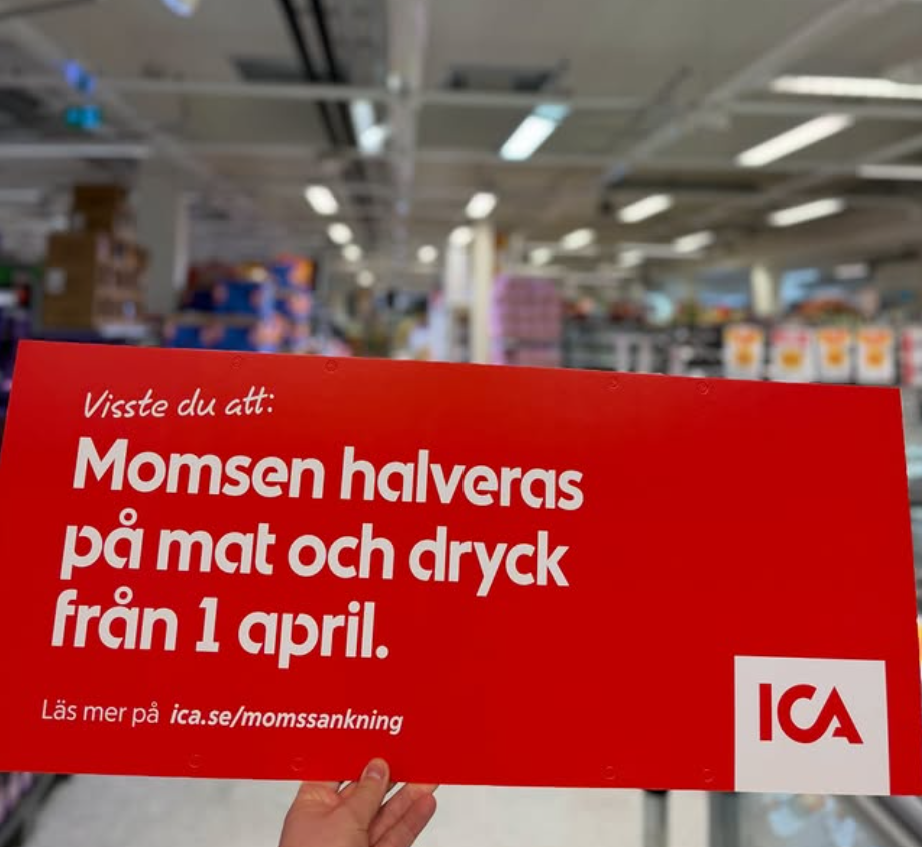 Visste du att:
Momsen halveras
på mat och dryck
från 1 april.
Läs mer på ica.se/momssankning
ICA